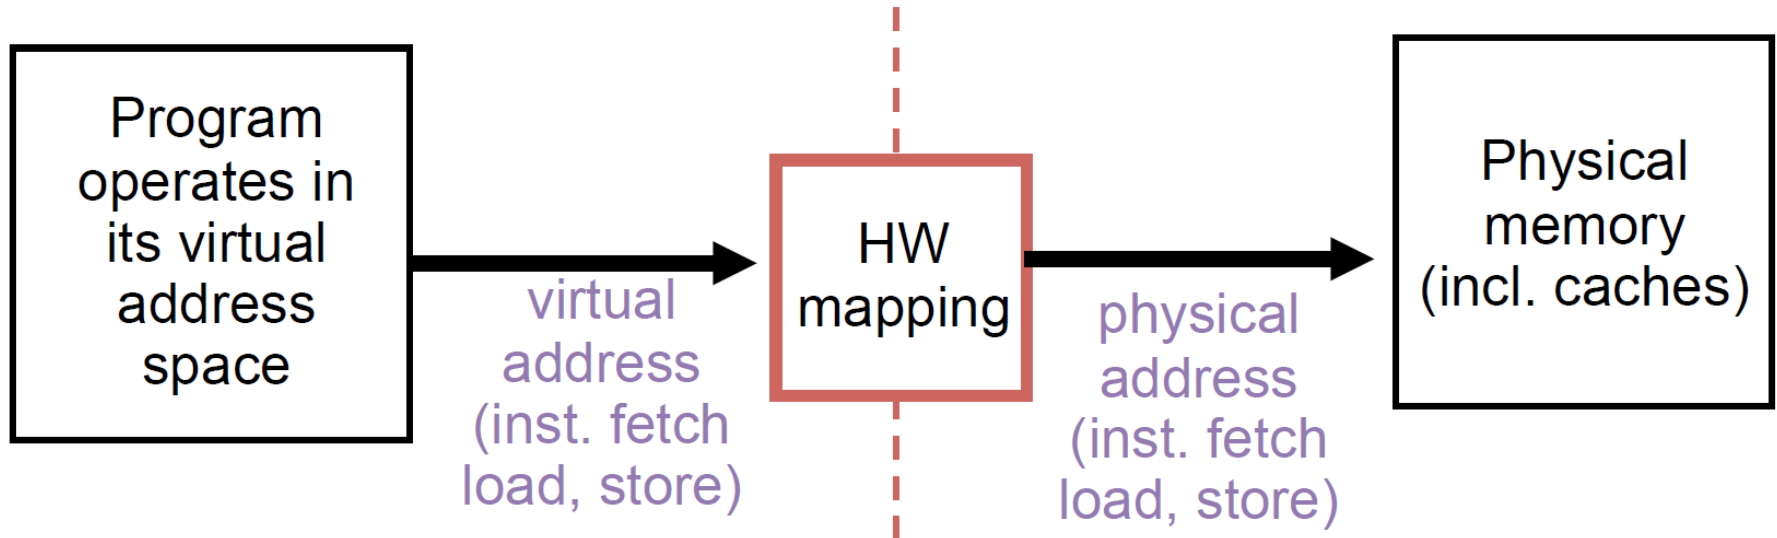 Program
operates in
its virtual
address
space
virtual
address
(inst. fetch
load, store)
HW
mapping
physical
address
(inst. fetch
load, store)
Physical
memory
(incl. caches)